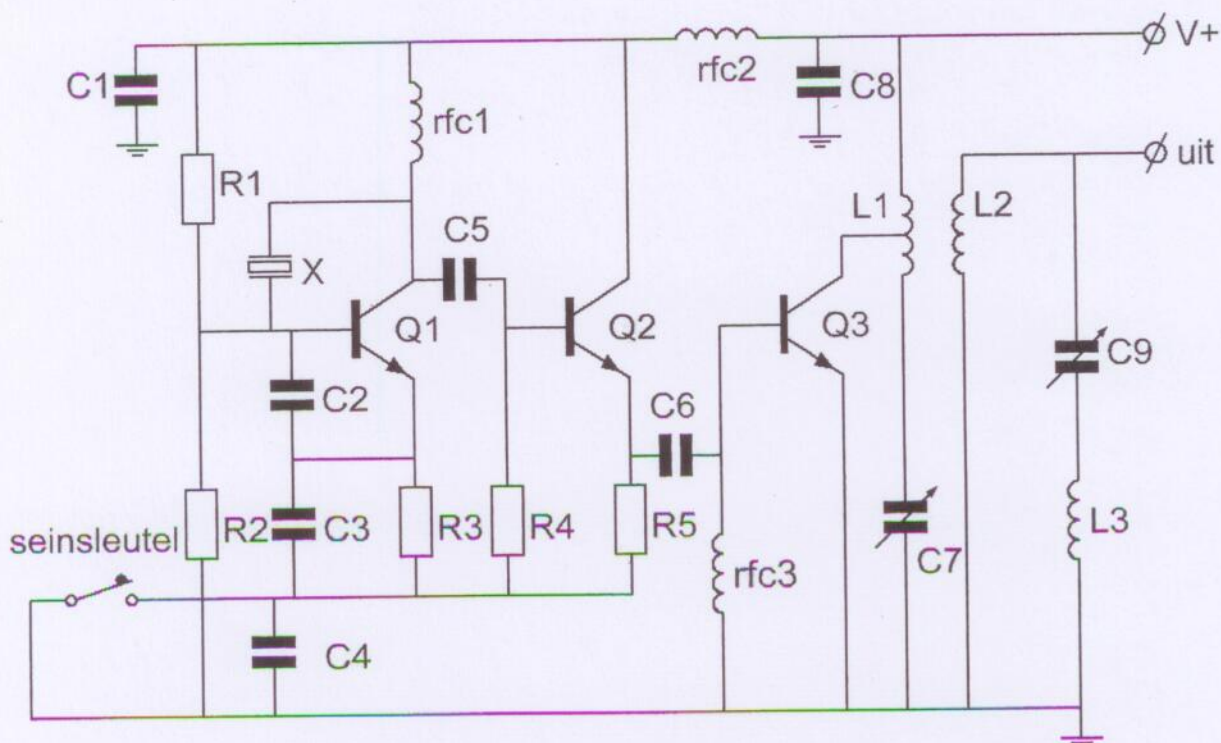 V+
C1
rfc2
C8
rfc1
uit
R1
L1
L2
C5
X
Q1
Q2
Q3
C9
C2
C6
R2
C3
R3
R4
R5
L3
seinsleutel
C7
rfc3
C4